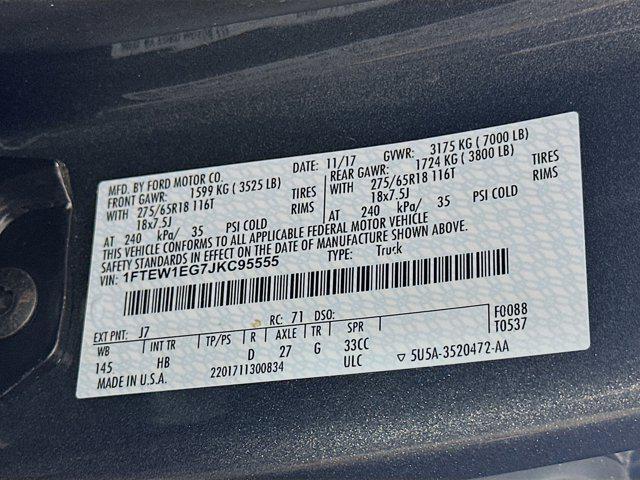 MFD. BY FORD MOTOR CO. DATE: 11/17 GVWR: 3175 KG ( 7000 LB)
FRONT GAWR: 1599 KG ( 3525 LB) REAR GAWR: 1724 KG ( 3800 LB)
WITH 275/65R18 116T TIRES WITH 275/65R18 116T TIRES
18x7.5J RIMS 18x7.5J RIMS
AT 240 kPa/ 35 PSI COLD AT 240 kPa/ 35 PSI COLD
THIS VEHICLE CONFORMS TO ALL APPLICABLE FEDERAL MOTOR VEHICLE
SAFETY STANDARDS IN EFFECT ON THE DATE OF MANUFACTURE SHOWN ABOVE.
VIN: 1FTEW1EG7JKC95555 TYPE: Truck
EXT PNT: J7 RC: 71 DSO: F0088
WB INT TR TP/PS R AXLE TR SPR T0537
145 HB D 27 G 33CC
MADE IN U.S.A. 2201711300834 ULC ▽ 5U5A-3520472-AA